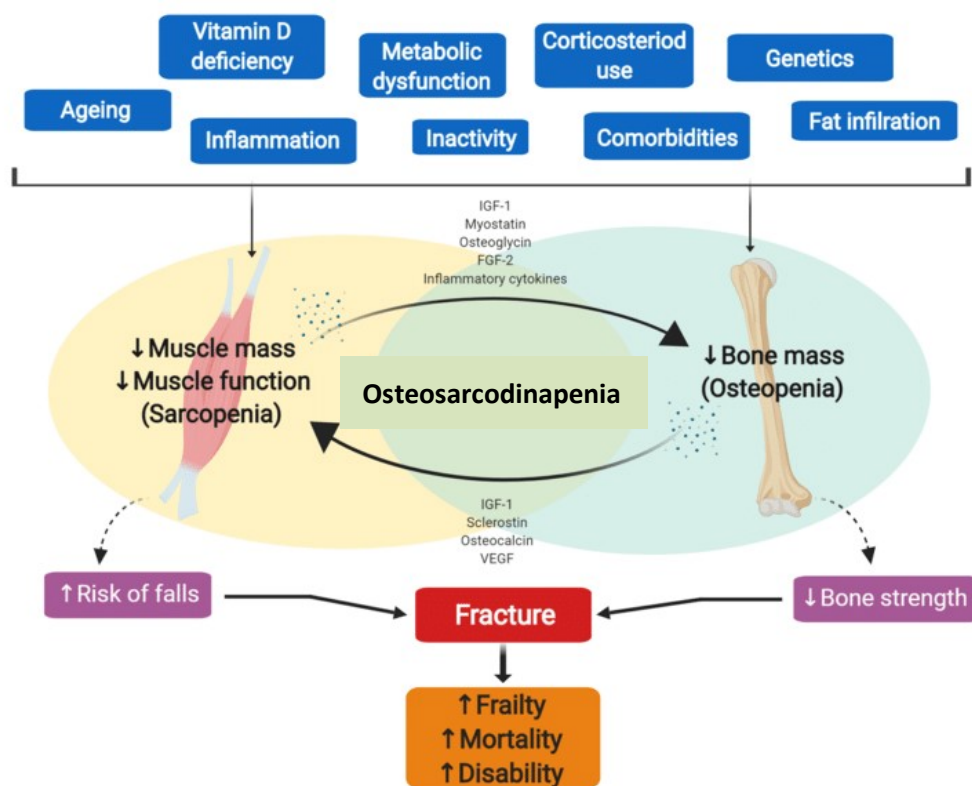 Vitamin D
deficiency
Metabolic
dysfunction
Corticosteriod
use
Genetics
Ageing
Inflammation
Inactivity
Comorbidities
Fat infilration
IGF-1
Myostatin
Osteoglycin
FGF-2
Inflammatory cytokines
↓Muscle mass
↓Muscle function
(Sarcopenia)
Osteosarcodinapenia
↓Bone mass
(Osteopenia)
IGF-1
Sclerostin
Osteocalcin
VEGF
↑Risk of falls
Fracture
↓Bone strength
↑Frailty
↑Mortality
↑Disability